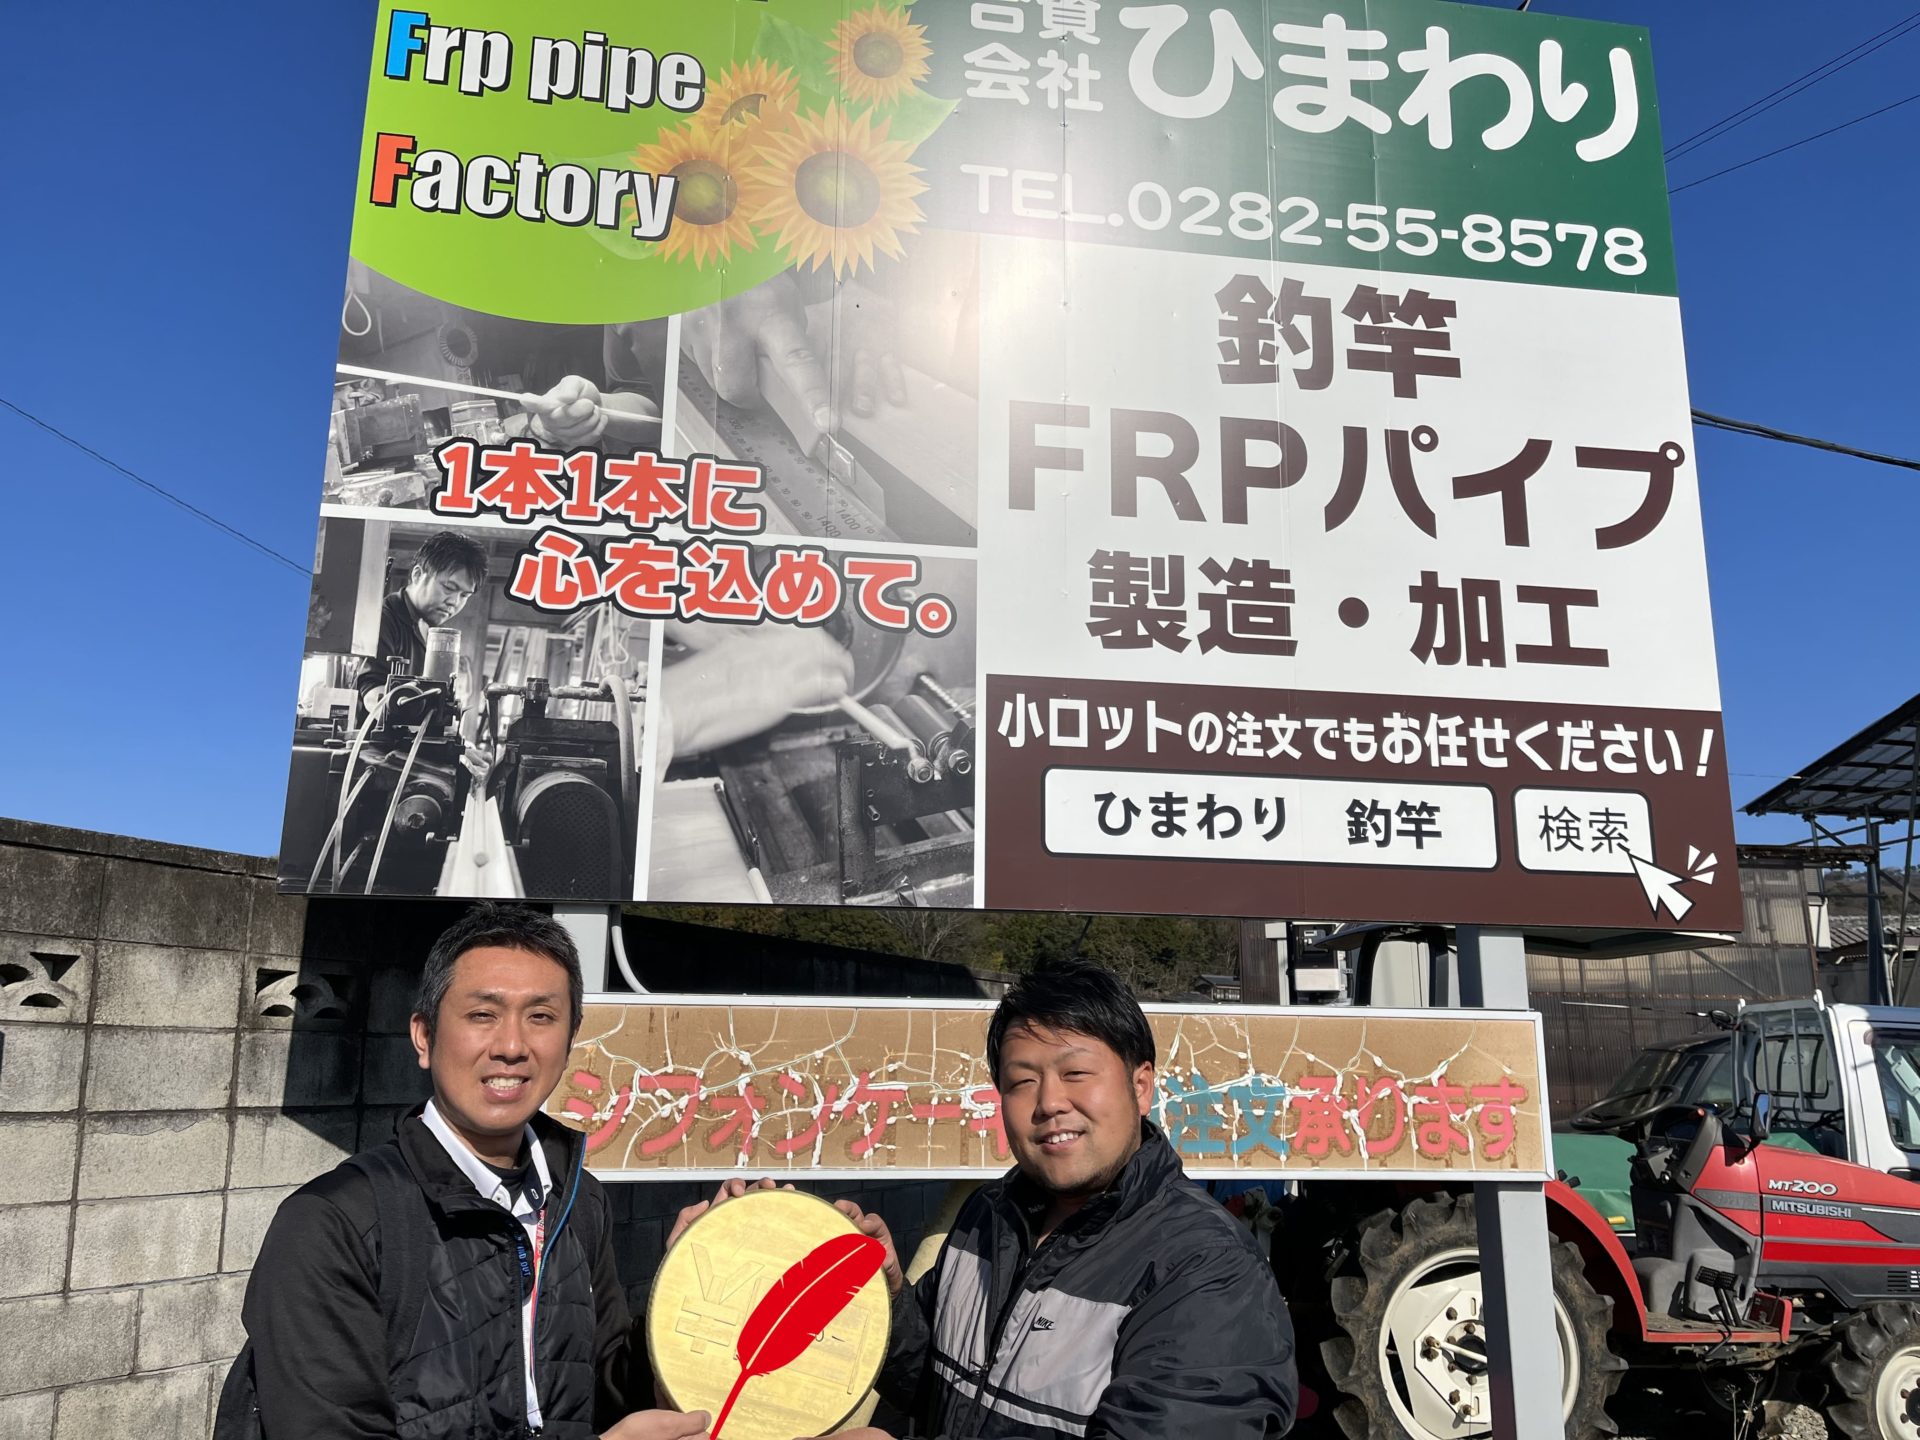 Frp pipe
Factory
合資
会社
ひまわり
TEL.0282-55-8578
釣竿
FRPパイプ
製造・加工
1本1本に
心を込めて。
小ロットの注文でもお任せください！
ひまわり 釣竿
検索
シフォンケーキ
注文承ります
MT200
MITSUBISHI
NIKE